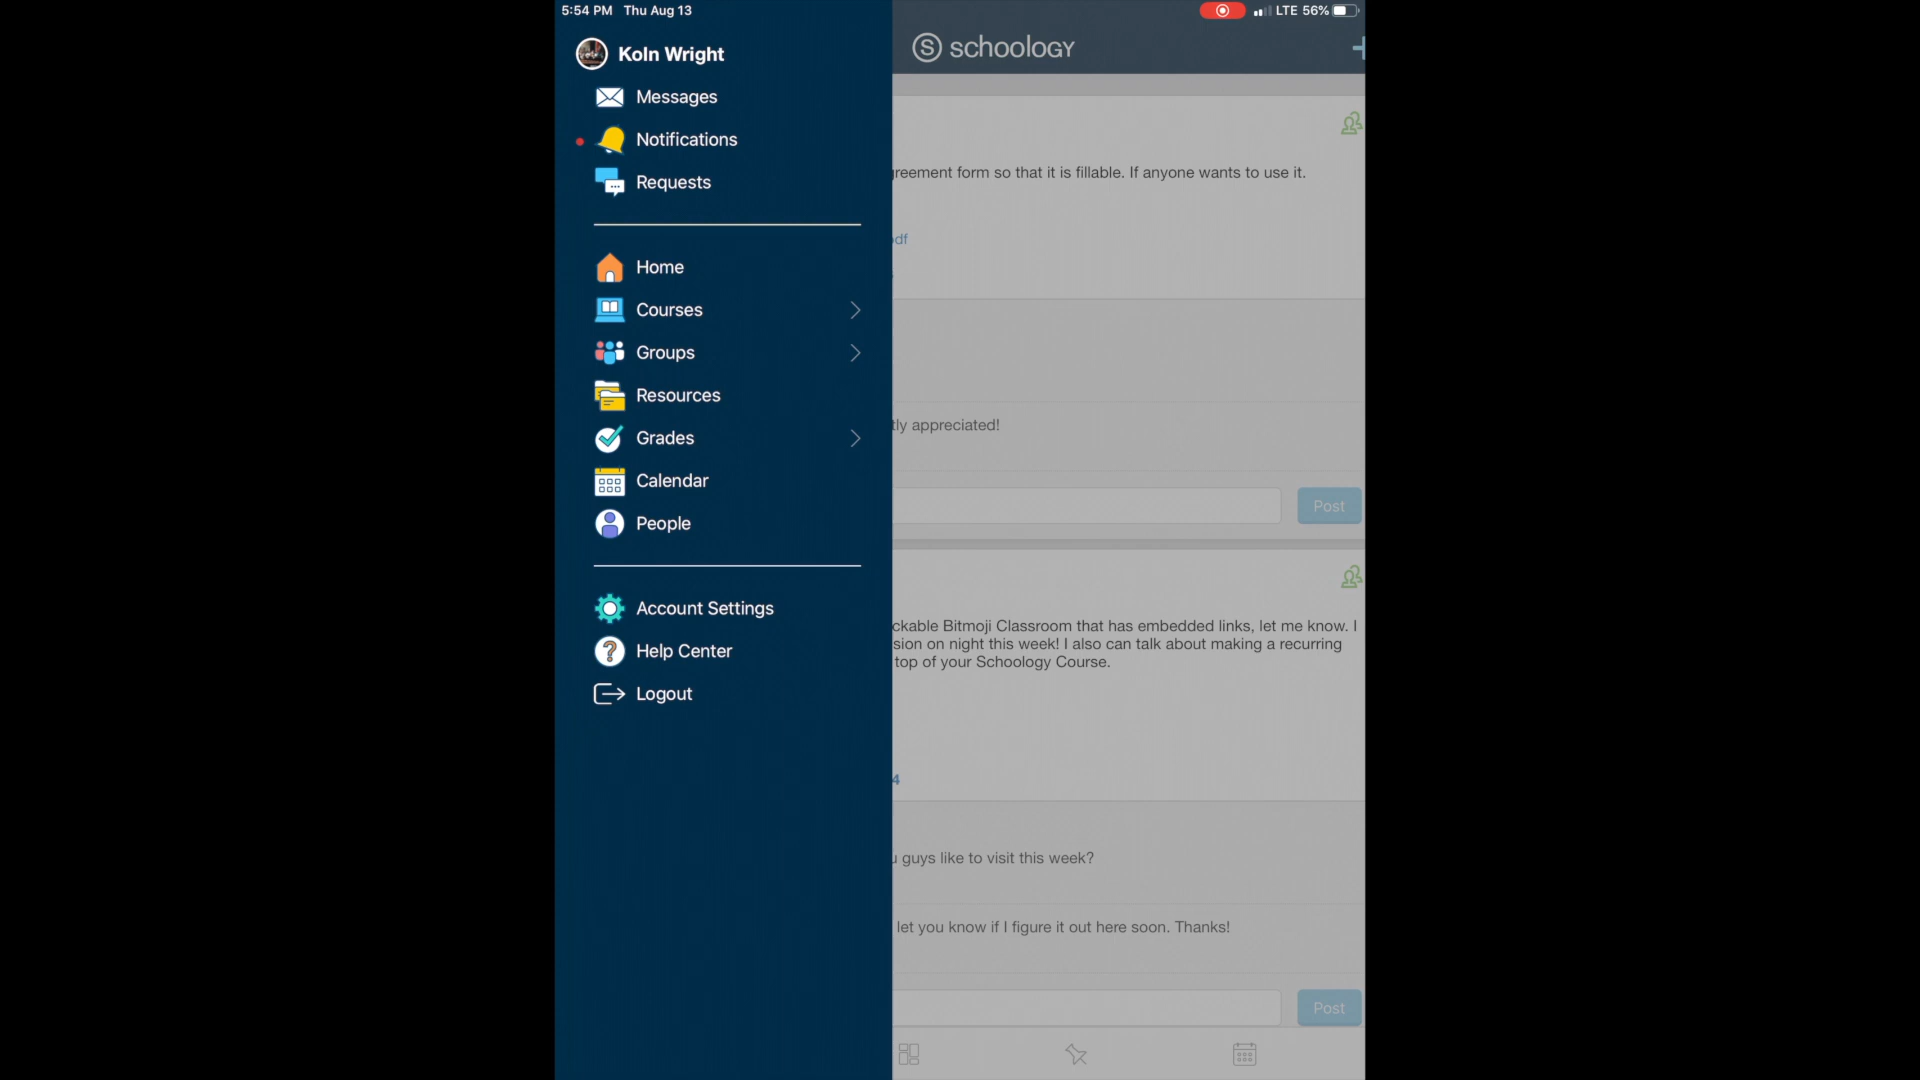 5:54 PM Thu Aug 13
LTE 56%
Koln Wright
Messages
Notifications
Requests
Home
Courses
Groups
Resources
Grades
Calendar
People
Account Settings
Help Center
Logout
schoology
reement form so that it is fillable. If anyone wants to use it.
df
tly appreciated!
Post
ckable Bitmoji Classroom that has embedded links, let me know. I
sion on night this week! I also can talk about making a recurring
top of your Schoology Course.
4
u guys like to visit this week?
let you know if I figure it out here soon. Thanks!
Post